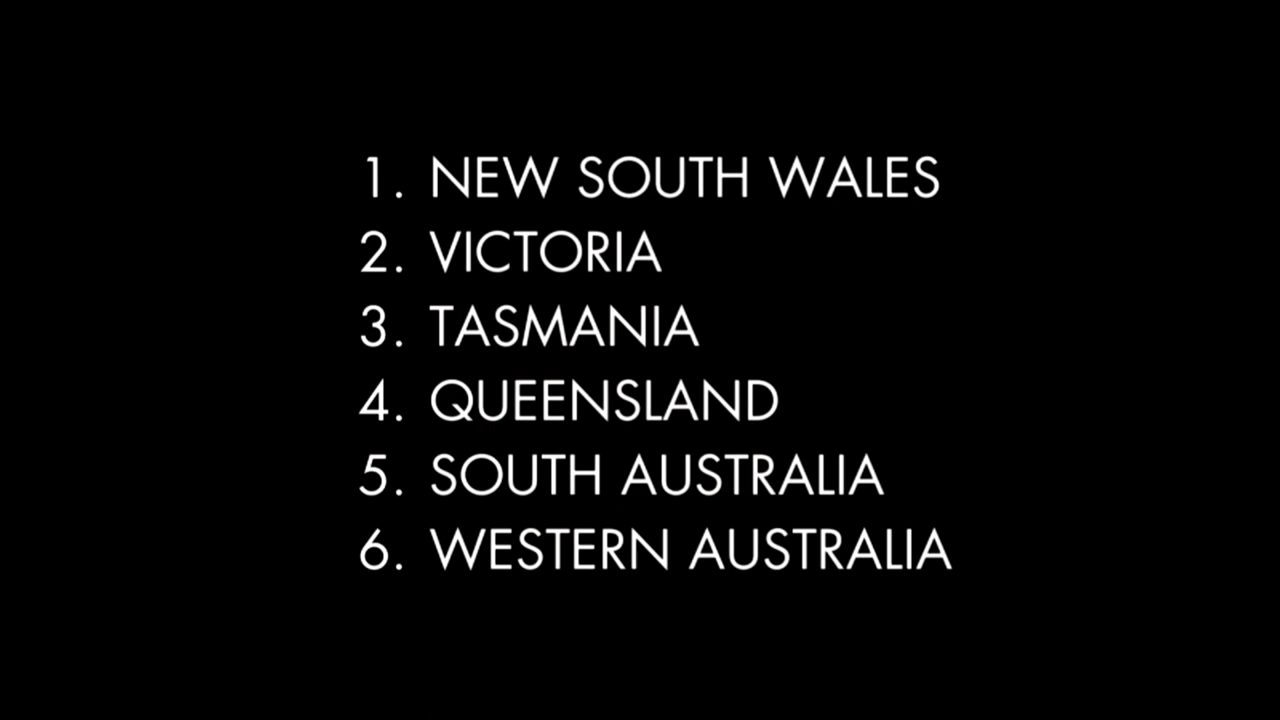 1. NEW SOUTH WALES
2. VICTORIA
3. TASMANIA
4. QUEENSLAND
5. SOUTH AUSTRALIA
6. WESTERN AUSTRALIA